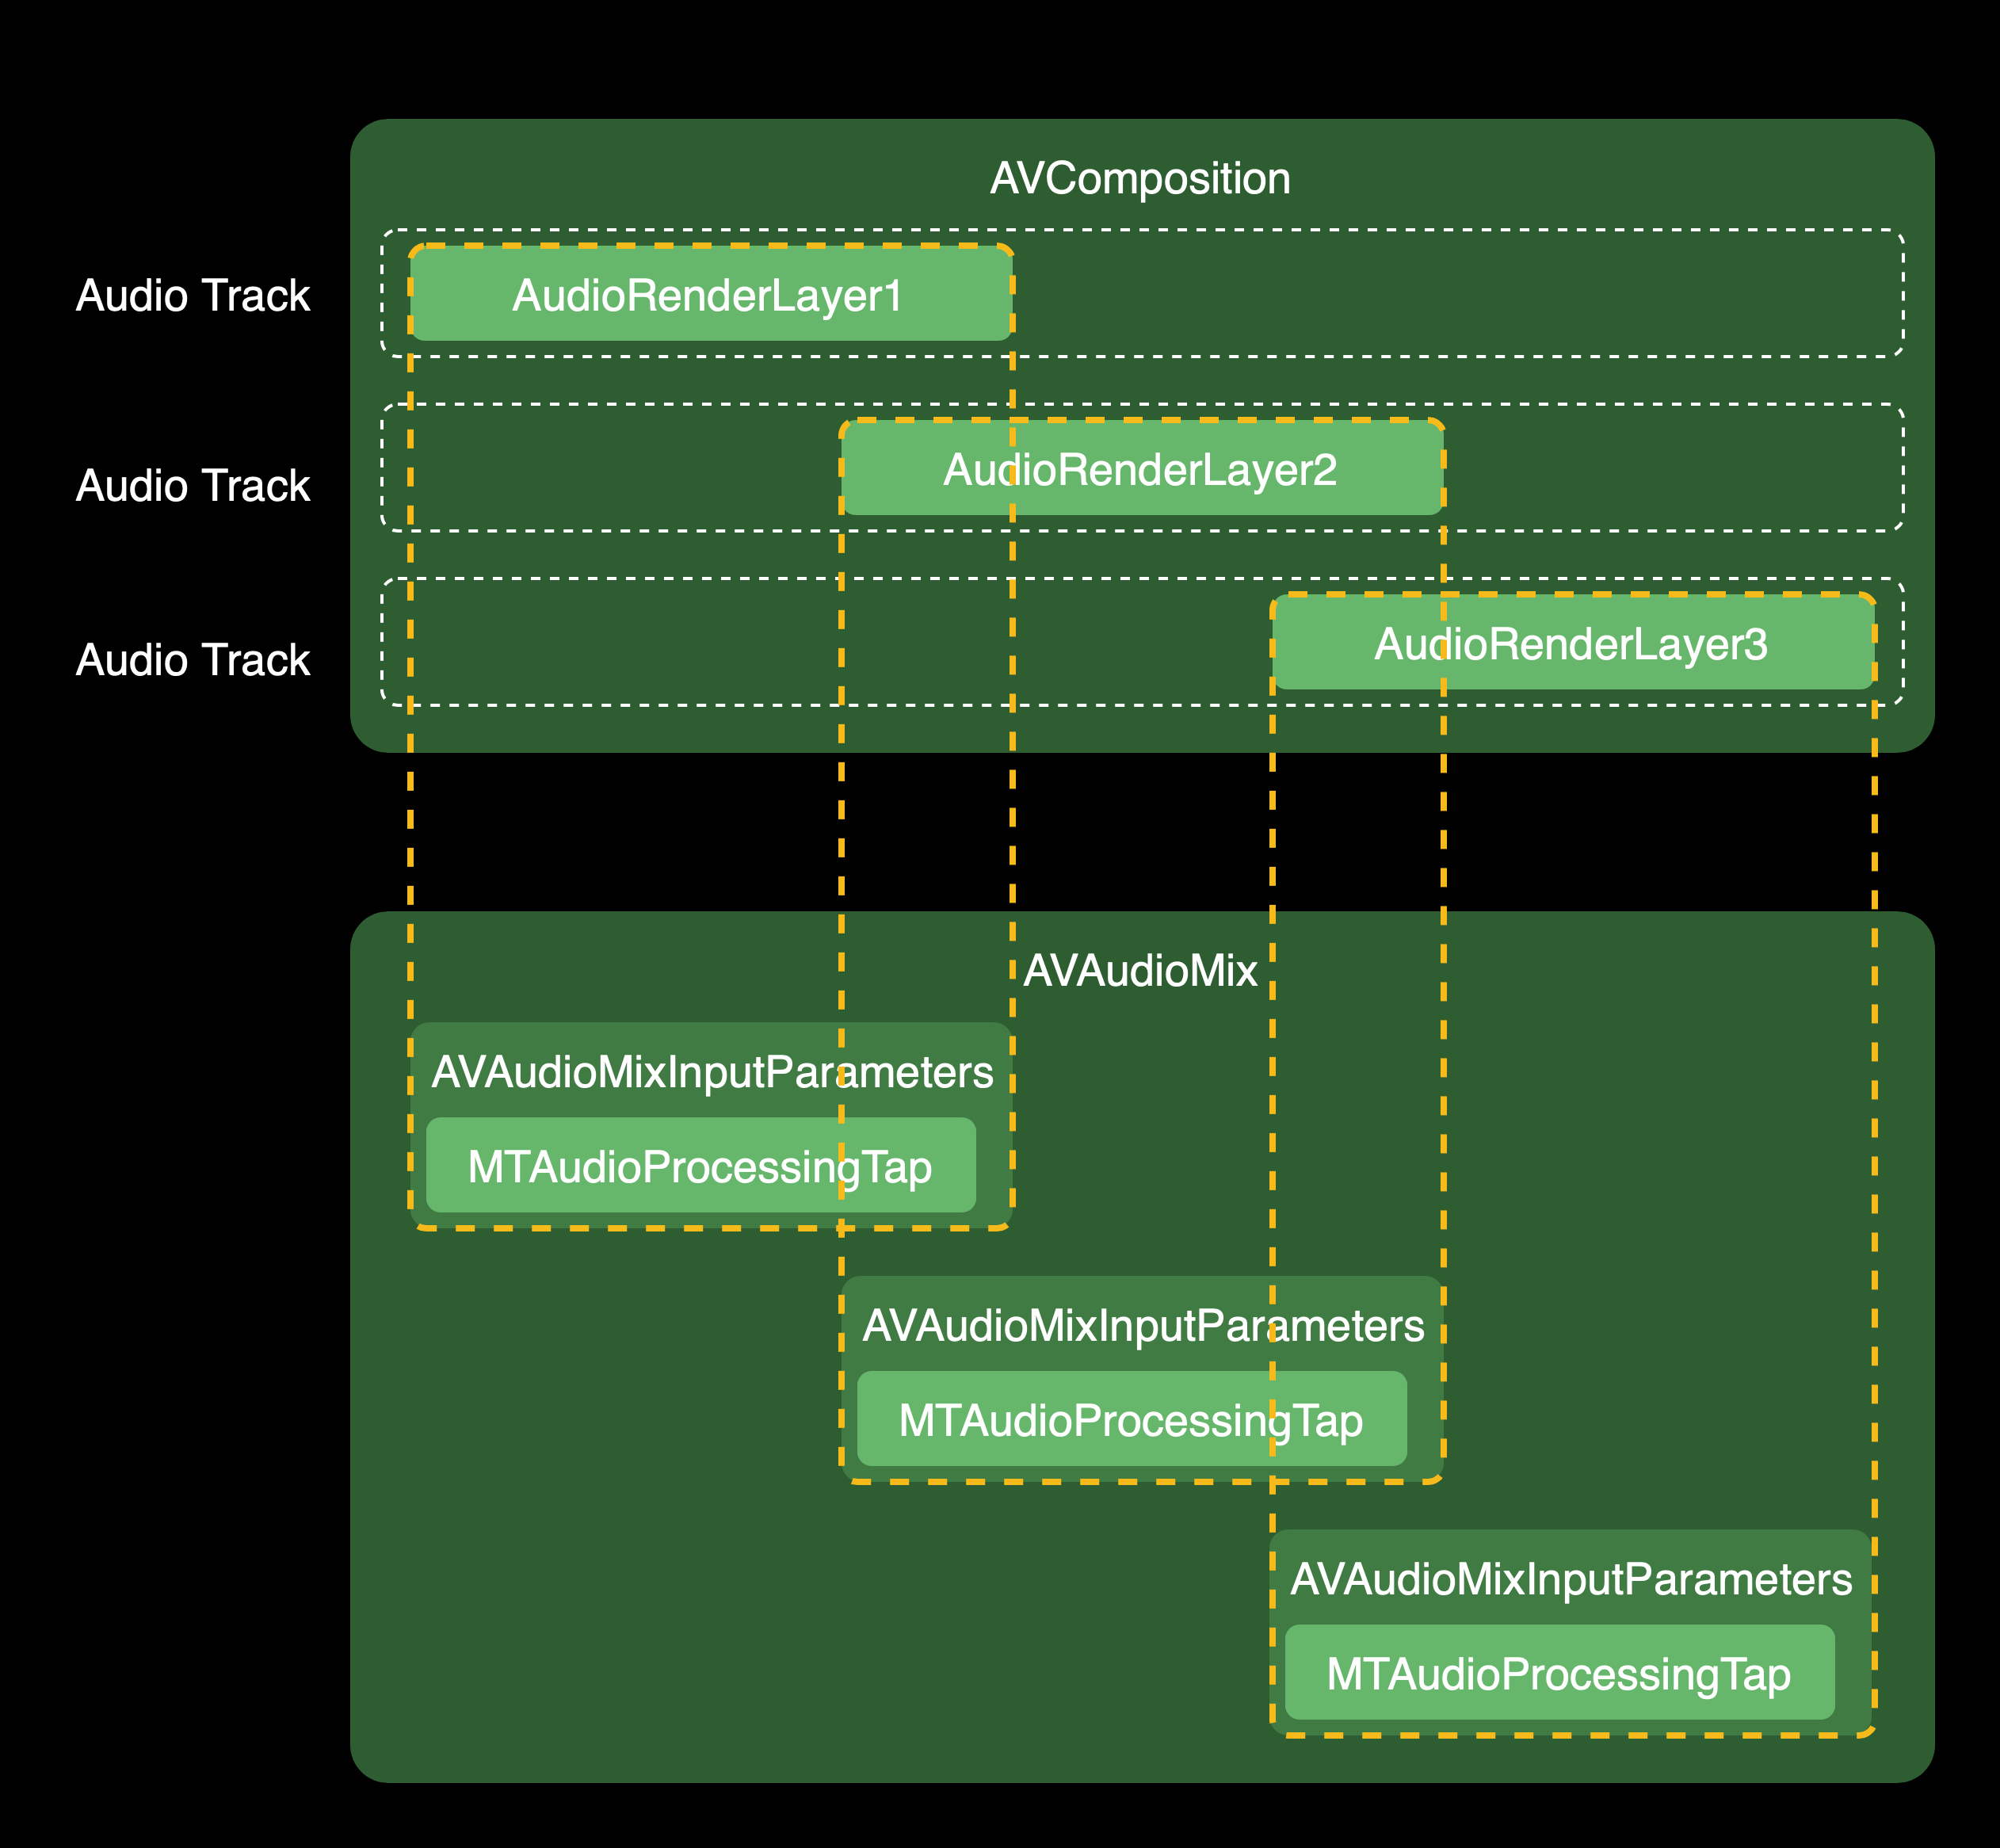 AVComposition
Audio Track
AudioRenderLayer1
Audio Track
AudioRenderLayer2
Audio Track
AudioRenderLayer3
AVAudioMix
AVAudioMixInputParameters
MTAudioProcessingTap
AVAudioMixInputParameters
MTAudioProcessingTap
AVAudioMixInputParameters
MTAudioProcessingTap